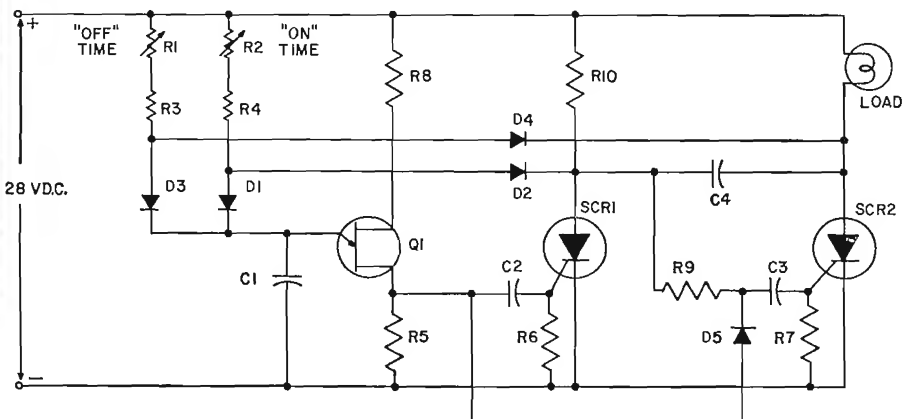 +
"OFF" TIME
R1
R2
"ON" TIME
R8
R10
LOAD
R3
R4
D4
28 V.D.C.
D3
D1
D2
C4
SCR1
SCR2
Q1
C1
C2
R9
C3
R5
R6
D5
R7
−